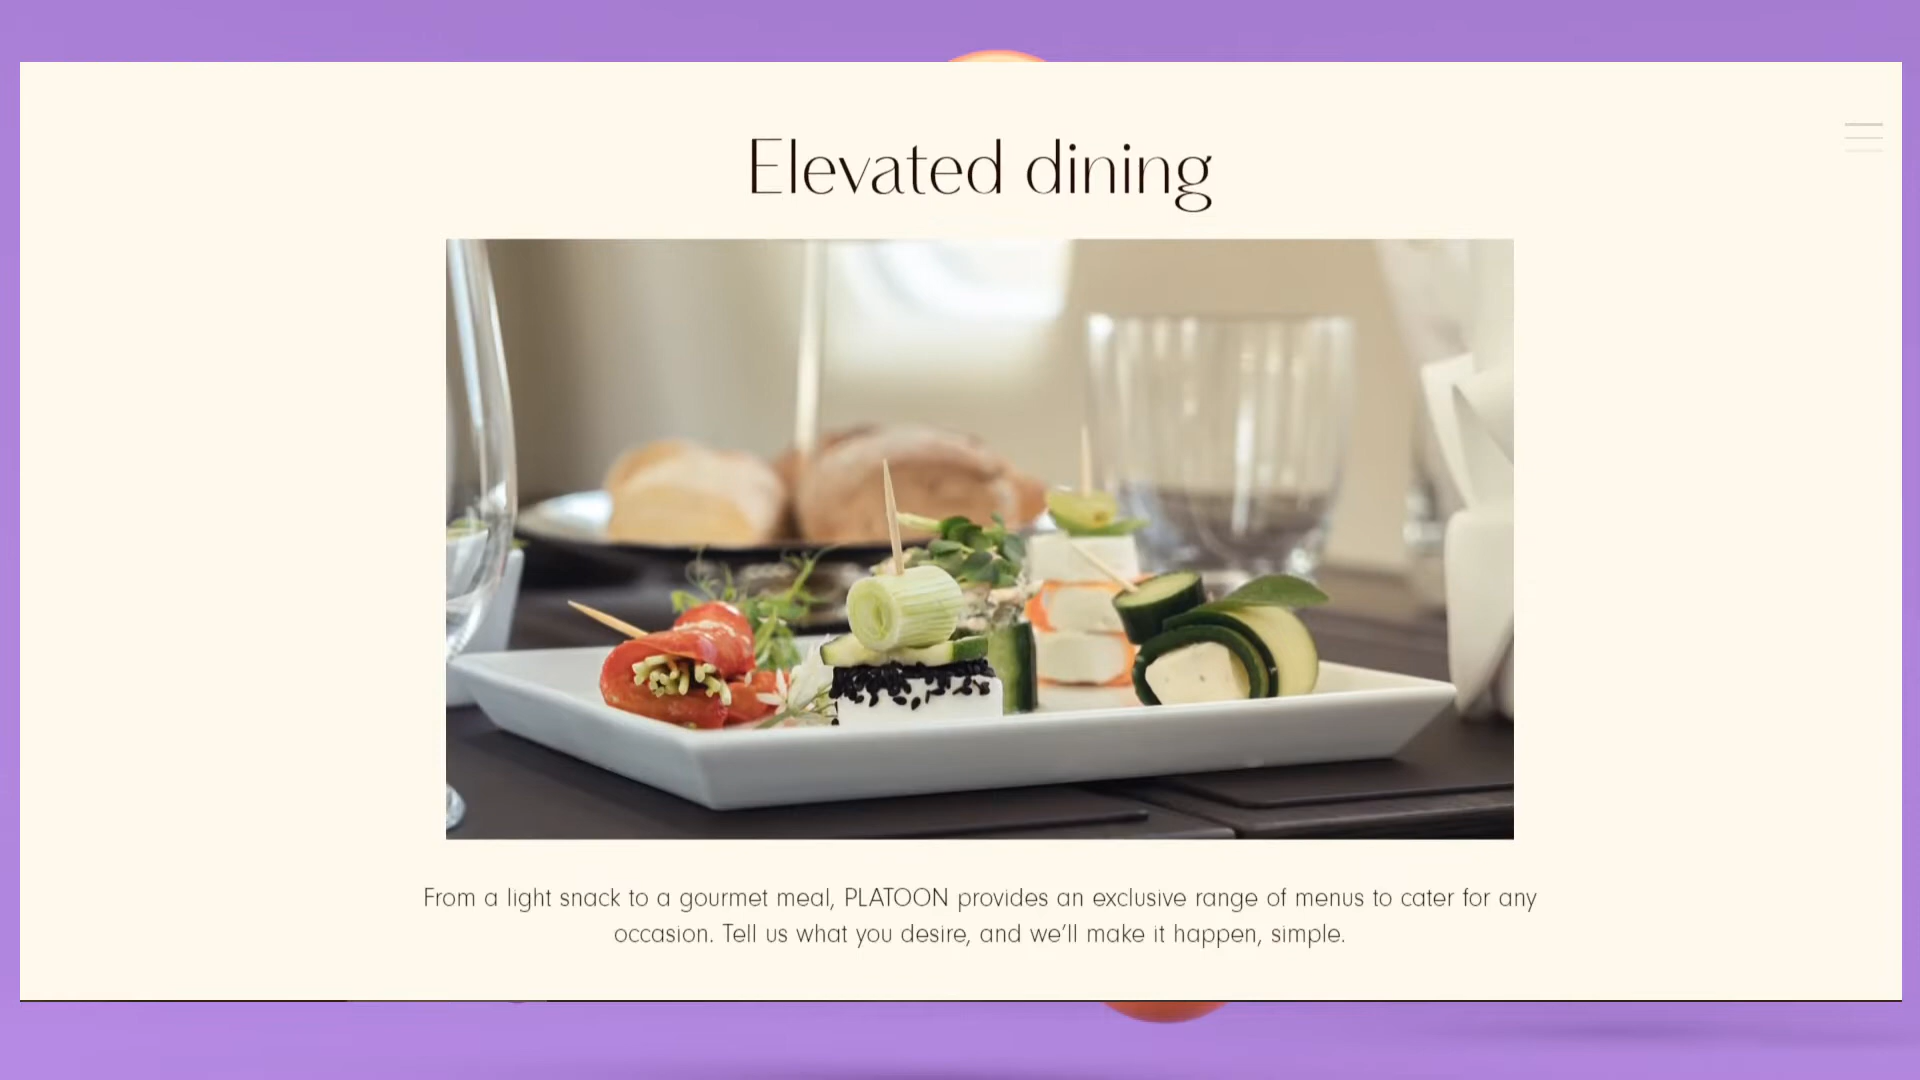 Elevated dining
From a light snack to a gourmet meal, PLATOON provides an exclusive range of menus to cater for any
occasion. Tell us what you desire, and we’ll make it happen, simple.